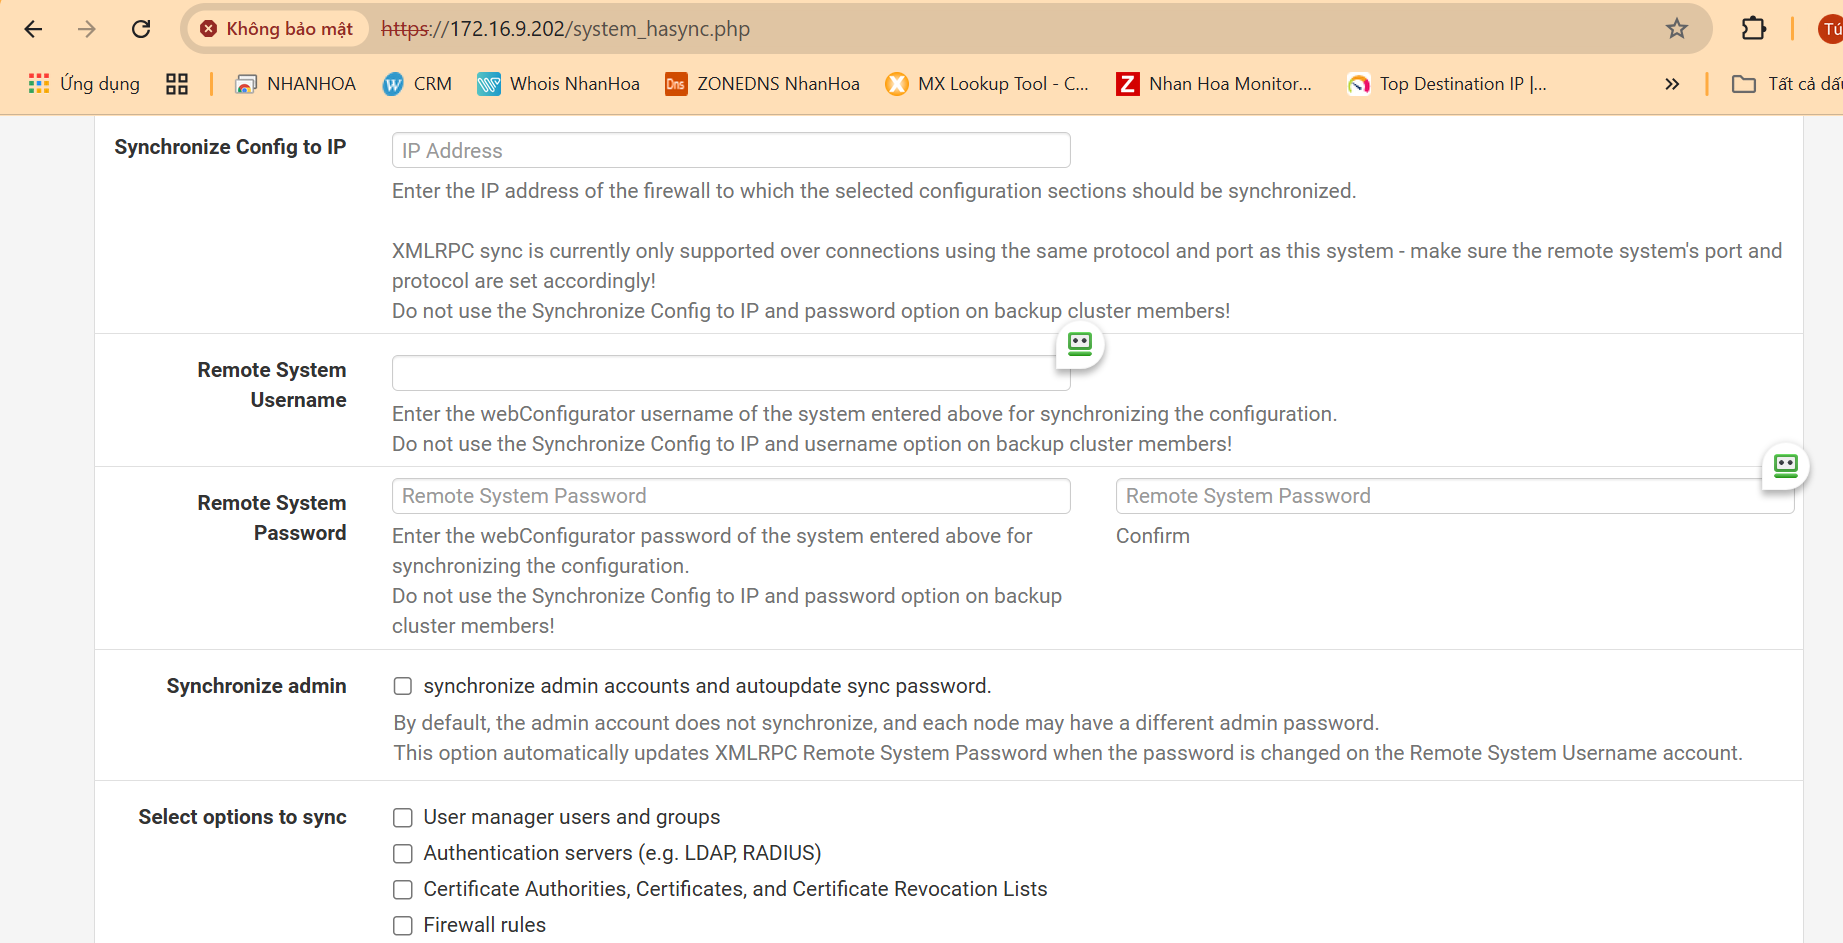 Không bảo mật https://172.16.9.202/system_hasync.php Tú
Ứng dụng NHANHOA CRM Whois NhanHoa Dns ZONEDNS NhanHoa MX Lookup Tool - C... Z Nhan Hoa Monitor... Top Destination IP |... » Tất cả dấu
Synchronize Config to IP IP Address
Enter the IP address of the firewall to which the selected configuration sections should be synchronized.
XMLRPC sync is currently only supported over connections using the same protocol and port as this system - make sure the remote system's port and
protocol are set accordingly!
Do not use the Synchronize Config to IP and password option on backup cluster members!
Remote System
Username
Enter the webConfigurator username of the system entered above for synchronizing the configuration.
Do not use the Synchronize Config to IP and username option on backup cluster members!
Remote System
Password
Remote System Password
Enter the webConfigurator password of the system entered above for
synchronizing the configuration.
Do not use the Synchronize Config to IP and password option on backup
cluster members!
Remote System Password
Confirm
Synchronize admin synchronize admin accounts and autoupdate sync password.
By default, the admin account does not synchronize, and each node may have a different admin password.
This option automatically updates XMLRPC Remote System Password when the password is changed on the Remote System Username account.
Select options to sync User manager users and groups
Authentication servers (e.g. LDAP, RADIUS)
Certificate Authorities, Certificates, and Certificate Revocation Lists
Firewall rules